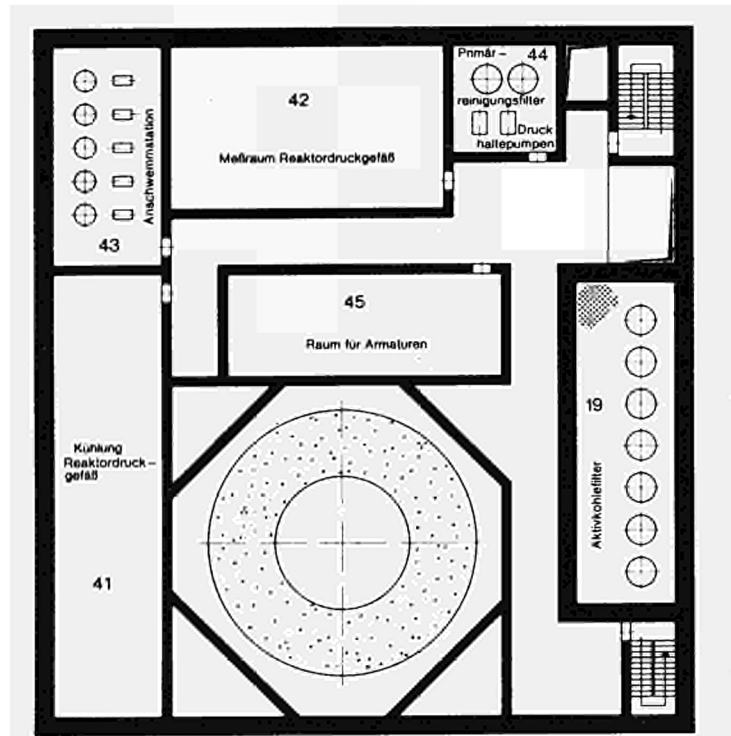 42
Meßraum Reaktordruckgefäß
Primär- 44
reinigungsfilter
Druck
haltepumpen
Anschwemmstation
43
45
Raum für Armaturen
19
Aktivkohlefilter
Kühlung
Reaktordruck-
gefäß
41